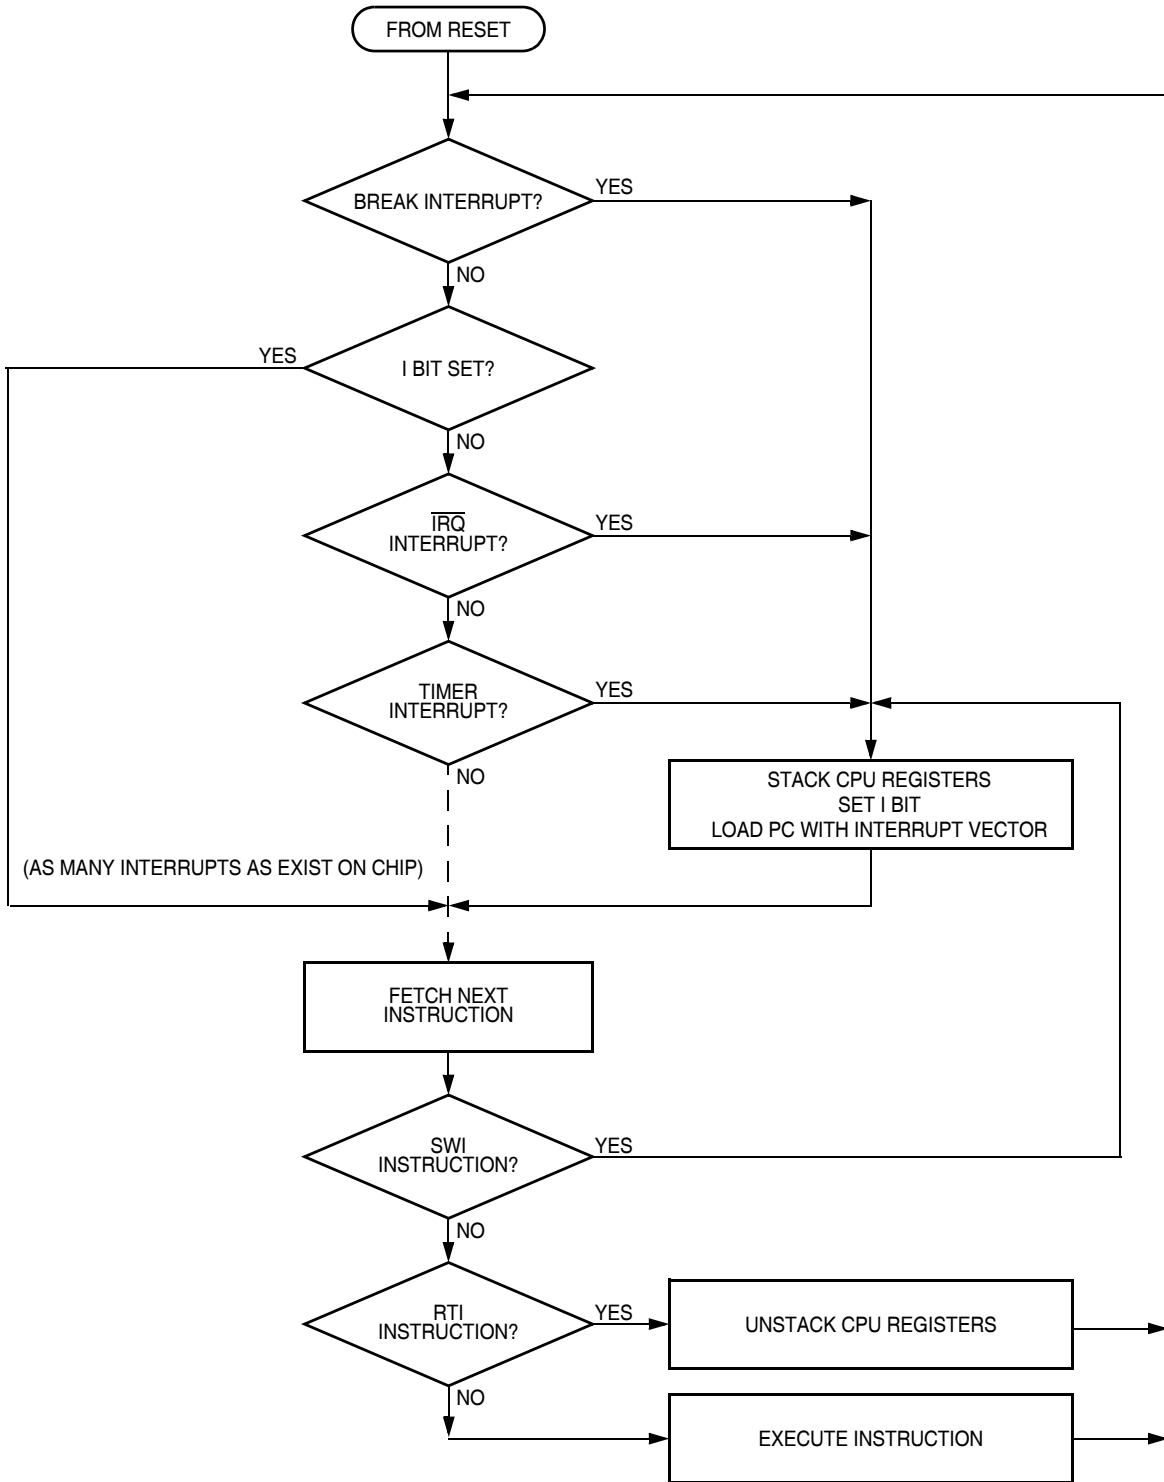 FROM RESET
BREAK INTERRUPT?
YES
NO
YES
I BIT SET?
NO
IRQ
INTERRUPT?
YES
NO
TIMER
INTERRUPT?
YES
NO
STACK CPU REGISTERS
SET I BIT
LOAD PC WITH INTERRUPT VECTOR
(AS MANY INTERRUPTS AS EXIST ON CHIP)
FETCH NEXT
INSTRUCTION
SWI
INSTRUCTION?
YES
NO
RTI
INSTRUCTION?
YES
UNSTACK CPU REGISTERS
NO
EXECUTE INSTRUCTION